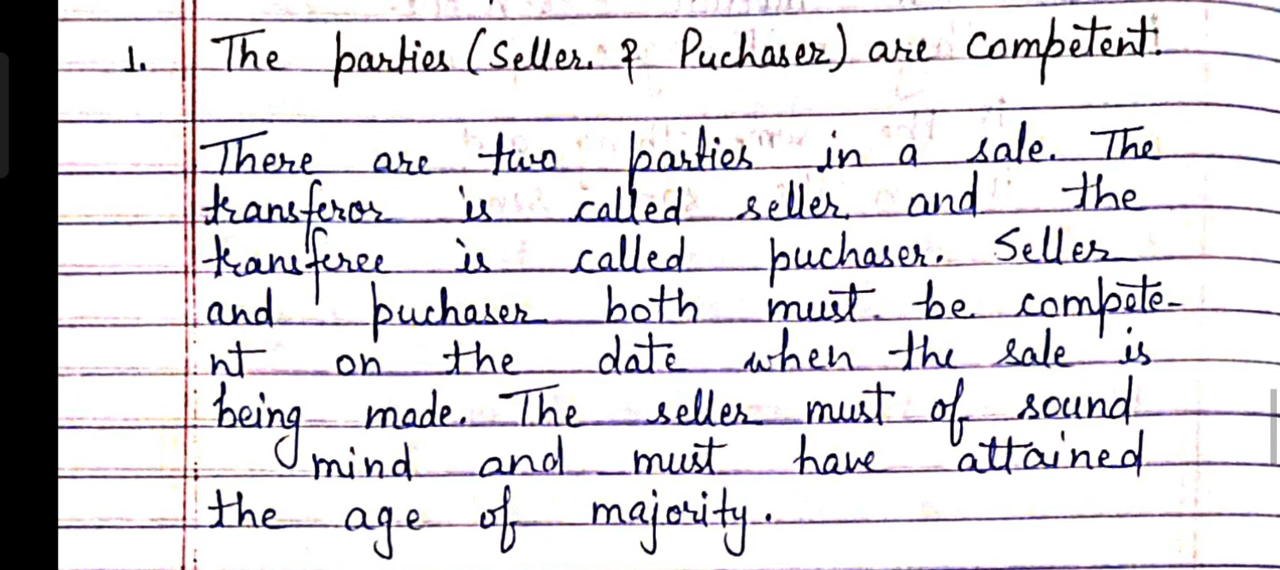 1. The parties (Seller & Puchaser) are competent:
There are two parties in a sale. The
transferor is called seller and the
transferee is called puchaser. Seller
and puchaser both must be compete-
nt on the date when the sale is
being made. The seller must of sound
mind and must have attained
the age of majority.